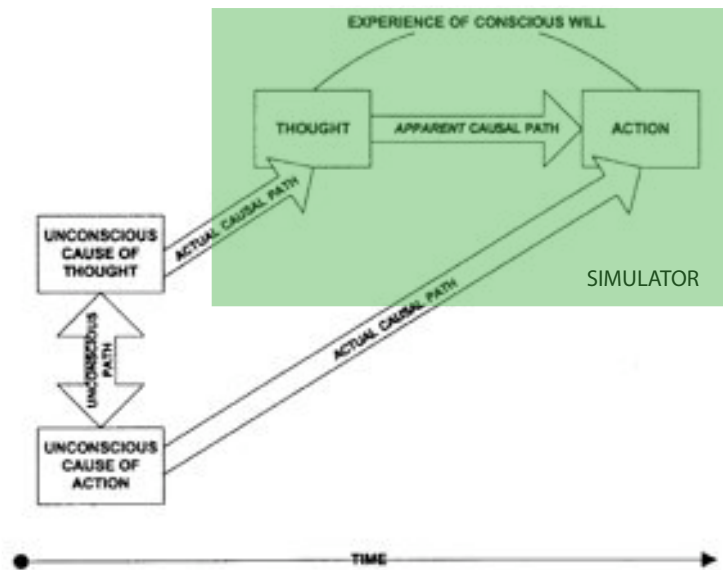 EXPERIENCE OF CONSCIOUS WILL
THOUGHT
APPARENT CAUSAL PATH
ACTION
ACTUAL CAUSAL PATH
UNCONSCIOUS
CAUSE OF
THOUGHT
SIMULATOR
ACTUAL CAUSAL PATH
UNCONSCIOUS
PATH
UNCONSCIOUS
CAUSE OF
ACTION
TIME